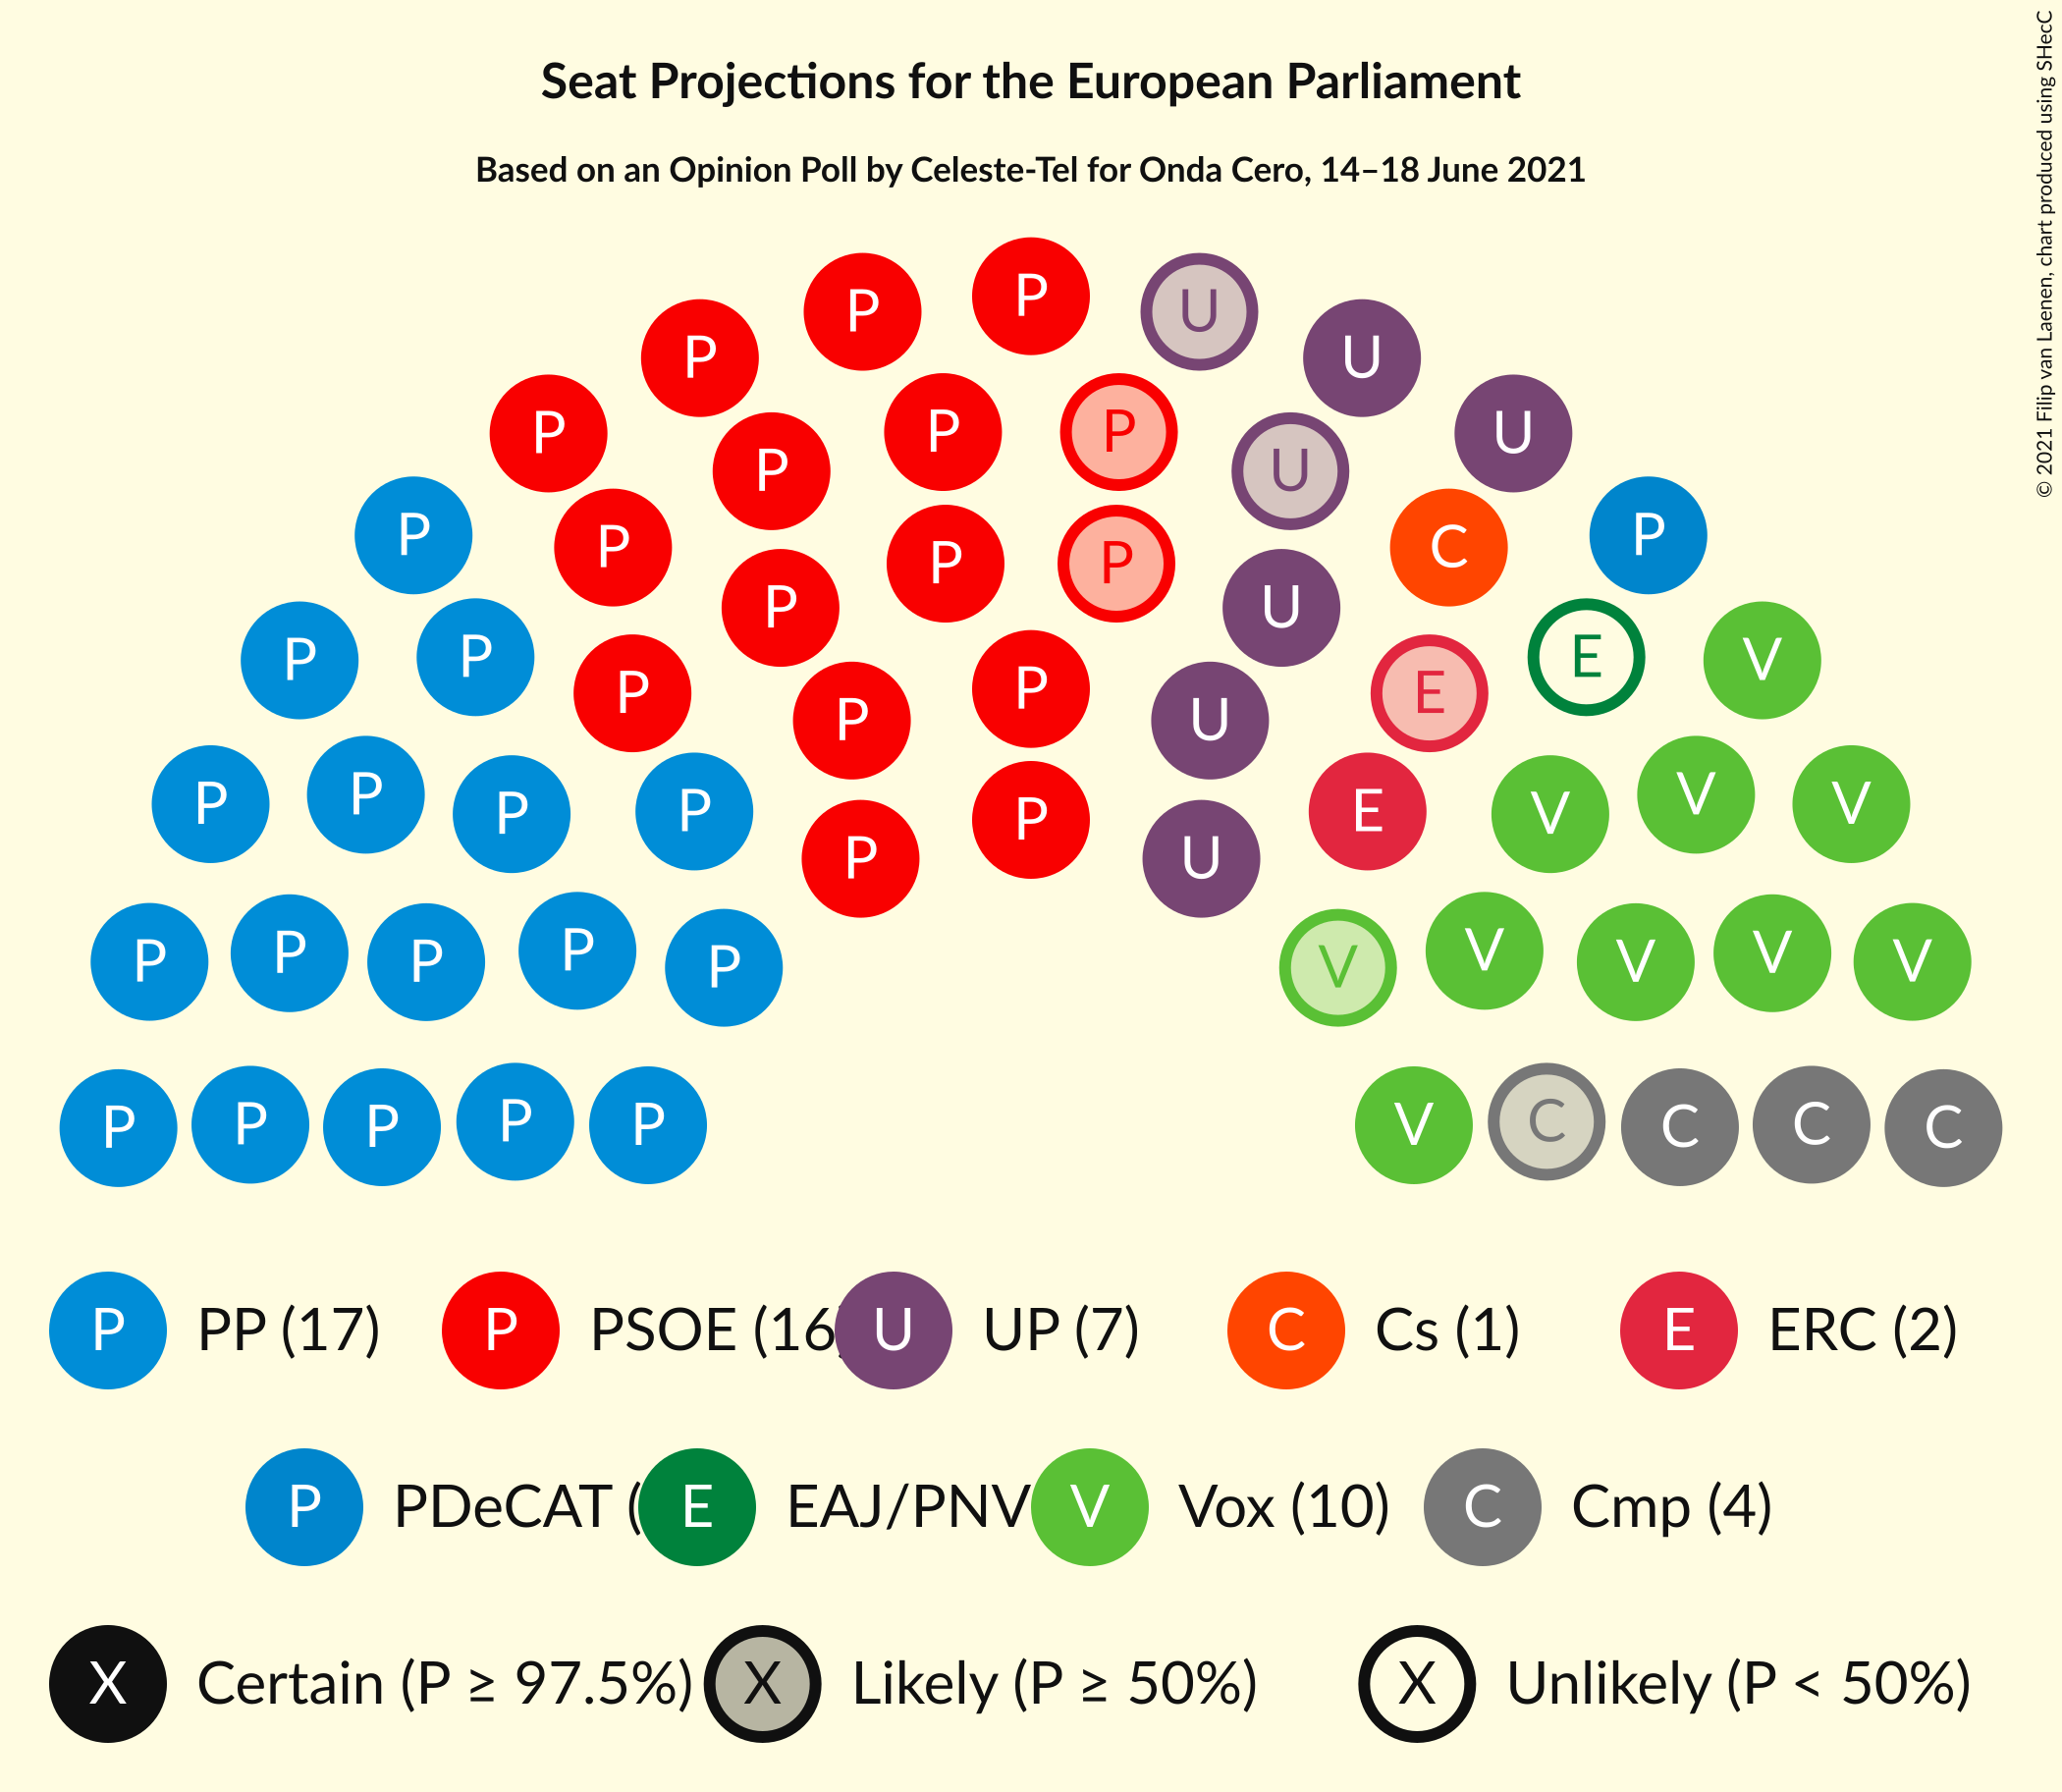 Seat Projections for the European Parliament
Based on an Opinion Poll by Celeste-Tel for Onda Cero, 14–18 June 2021
© 2021 Filip van Laenen, chart produced using SHecC
P
P P U
P U
P P P U
P P U
P P P C P
P P U
P P E V
P P E
P U
P P P P E V V V
P P U
P P P P P V V V V V
P P P P P V C C C C
P PP (17) P PSOE (16 U UP (7) C Cs (1) E ERC (2)
P PDeCAT ( E EAJ/PNV V Vox (10) C Cmp (4)
X Certain (P ≥ 97.5%) X Likely (P ≥ 50%) X Unlikely (P < 50%)